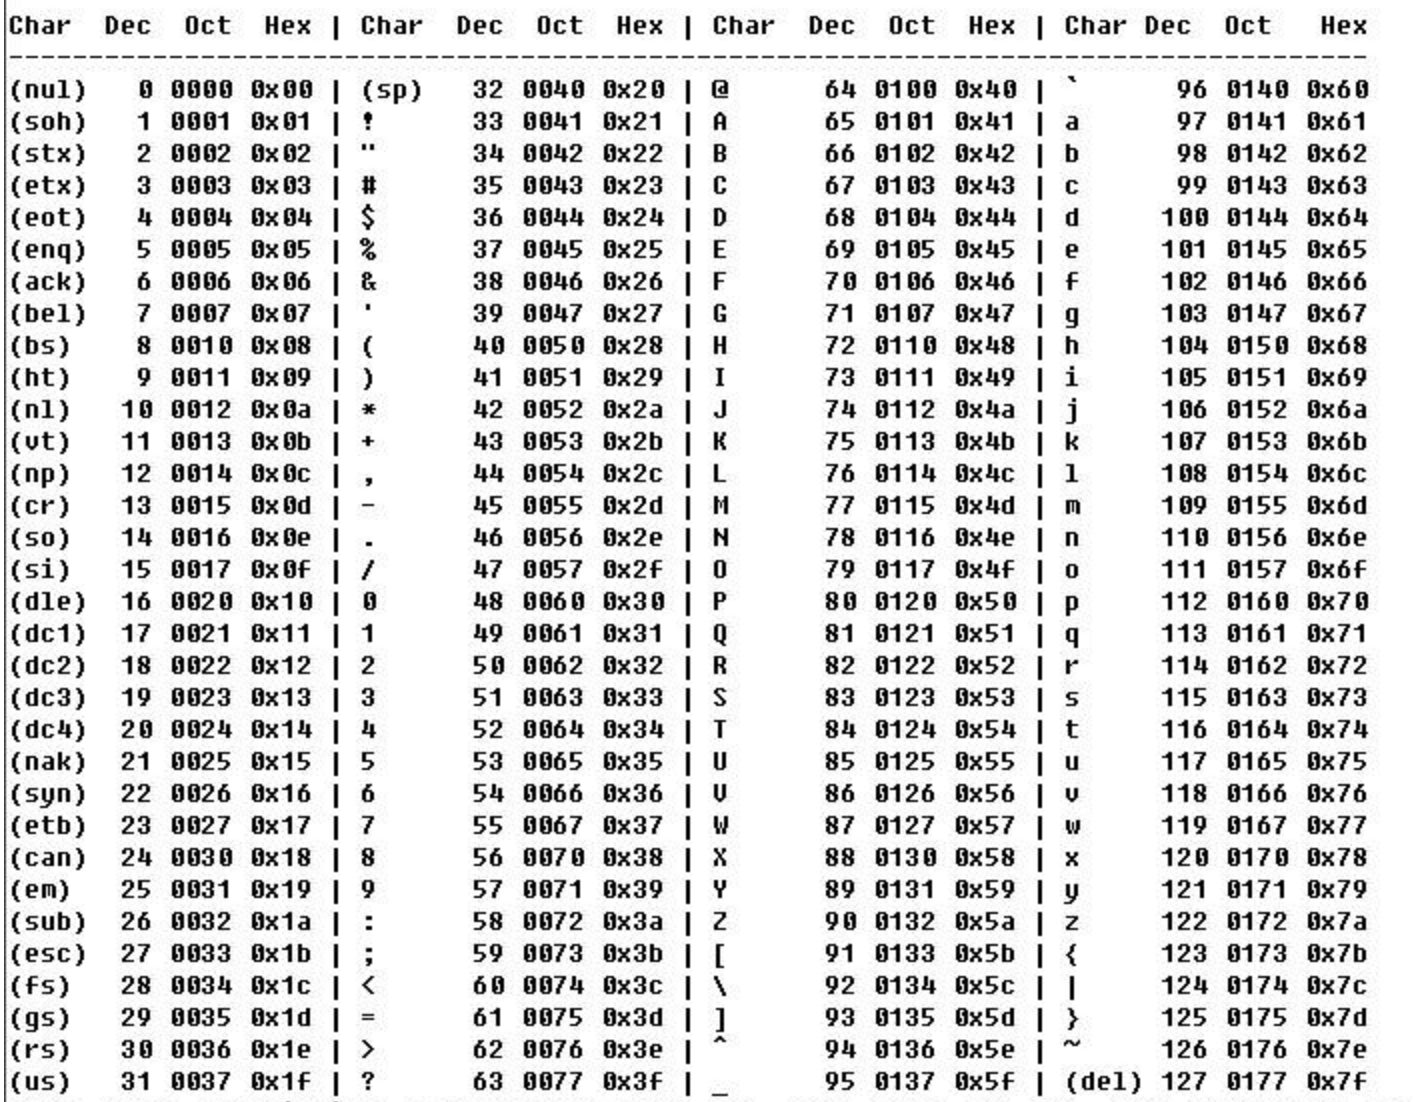 Char Dec Oct Hex | Char Dec Oct Hex | Char Dec Oct Hex | Char Dec Oct Hex
(nul) 0 0000 0x00 | (sp) 32 0040 0x20 | @ 64 0100 0x40 | ` 96 0140 0x60
(soh) 1 0001 0x01 | ! 33 0041 0x21 | A 65 0101 0x41 | a 97 0141 0x61
(stx) 2 0002 0x02 | " 34 0042 0x22 | B 66 0102 0x42 | b 98 0142 0x62
(etx) 3 0003 0x03 | # 35 0043 0x23 | C 67 0103 0x43 | c 99 0143 0x63
(eot) 4 0004 0x04 | $ 36 0044 0x24 | D 68 0104 0x44 | d 100 0144 0x64
(enq) 5 0005 0x05 | % 37 0045 0x25 | E 69 0105 0x45 | e 101 0145 0x65
(ack) 6 0006 0x06 | & 38 0046 0x26 | F 70 0106 0x46 | f 102 0146 0x66
(bel) 7 0007 0x07 | ' 39 0047 0x27 | G 71 0107 0x47 | g 103 0147 0x67
(bs) 8 0010 0x08 | ( 40 0050 0x28 | H 72 0110 0x48 | h 104 0150 0x68
(ht) 9 0011 0x09 | ) 41 0051 0x29 | I 73 0111 0x49 | i 105 0151 0x69
(nl) 10 0012 0x0a | * 42 0052 0x2a | J 74 0112 0x4a | j 106 0152 0x6a
(vt) 11 0013 0x0b | + 43 0053 0x2b | K 75 0113 0x4b | k 107 0153 0x6b
(np) 12 0014 0x0c | , 44 0054 0x2c | L 76 0114 0x4c | l 108 0154 0x6c
(cr) 13 0015 0x0d | - 45 0055 0x2d | M 77 0115 0x4d | m 109 0155 0x6d
(so) 14 0016 0x0e | . 46 0056 0x2e | N 78 0116 0x4e | n 110 0156 0x6e
(si) 15 0017 0x0f | / 47 0057 0x2f | O 79 0117 0x4f | o 111 0157 0x6f
(dle) 16 0020 0x10 | 0 48 0060 0x30 | P 80 0120 0x50 | p 112 0160 0x70
(dc1) 17 0021 0x11 | 1 49 0061 0x31 | Q 81 0121 0x51 | q 113 0161 0x71
(dc2) 18 0022 0x12 | 2 50 0062 0x32 | R 82 0122 0x52 | r 114 0162 0x72
(dc3) 19 0023 0x13 | 3 51 0063 0x33 | S 83 0123 0x53 | s 115 0163 0x73
(dc4) 20 0024 0x14 | 4 52 0064 0x34 | T 84 0124 0x54 | t 116 0164 0x74
(nak) 21 0025 0x15 | 5 53 0065 0x35 | U 85 0125 0x55 | u 117 0165 0x75
(syn) 22 0026 0x16 | 6 54 0066 0x36 | V 86 0126 0x56 | v 118 0166 0x76
(etb) 23 0027 0x17 | 7 55 0067 0x37 | W 87 0127 0x57 | w 119 0167 0x77
(can) 24 0030 0x18 | 8 56 0070 0x38 | X 88 0130 0x58 | x 120 0170 0x78
(em) 25 0031 0x19 | 9 57 0071 0x39 | Y 89 0131 0x59 | y 121 0171 0x79
(sub) 26 0032 0x1a | : 58 0072 0x3a | Z 90 0132 0x5a | z 122 0172 0x7a
(esc) 27 0033 0x1b | ; 59 0073 0x3b | [ 91 0133 0x5b | { 123 0173 0x7b
(fs) 28 0034 0x1c | < 60 0074 0x3c | \ 92 0134 0x5c | | 124 0174 0x7c
(gs) 29 0035 0x1d | = 61 0075 0x3d | ] 93 0135 0x5d | } 125 0175 0x7d
(rs) 30 0036 0x1e | > 62 0076 0x3e | ^ 94 0136 0x5e | ~ 126 0176 0x7e
(us) 31 0037 0x1f | ? 63 0077 0x3f | _ 95 0137 0x5f | (del) 127 0177 0x7f